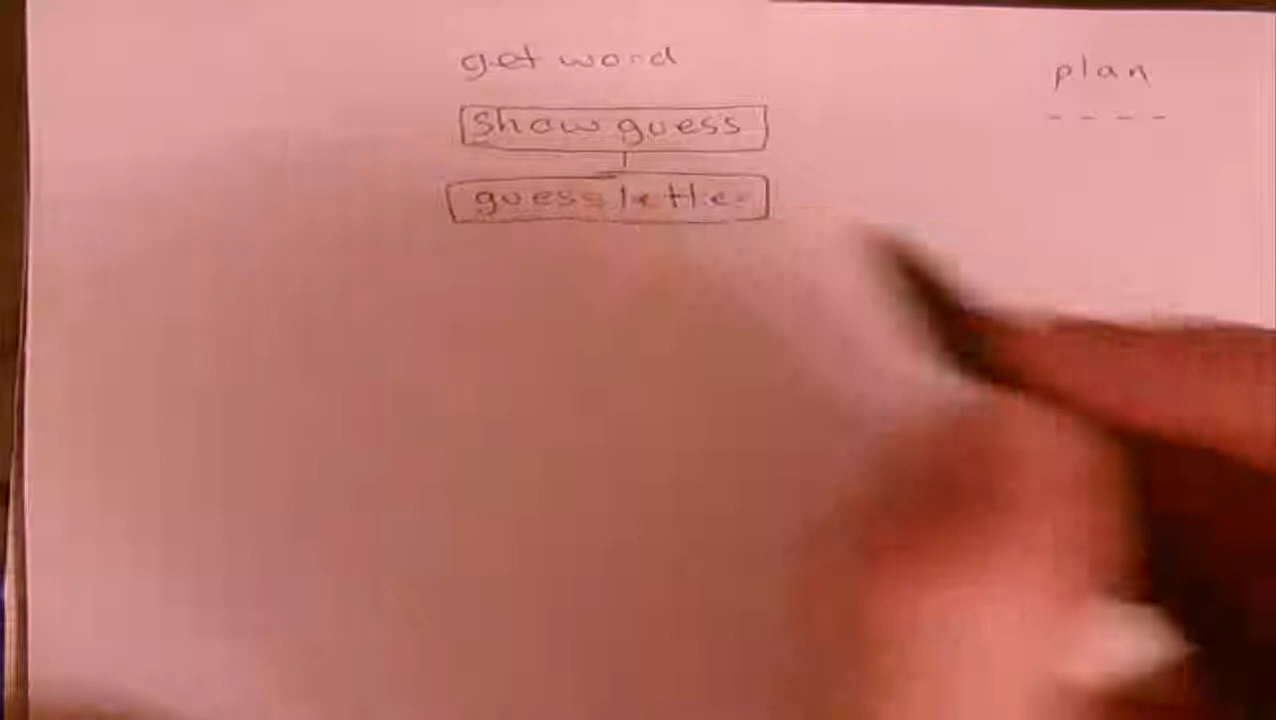 get word
show guess
guess letter
plan
- - - -